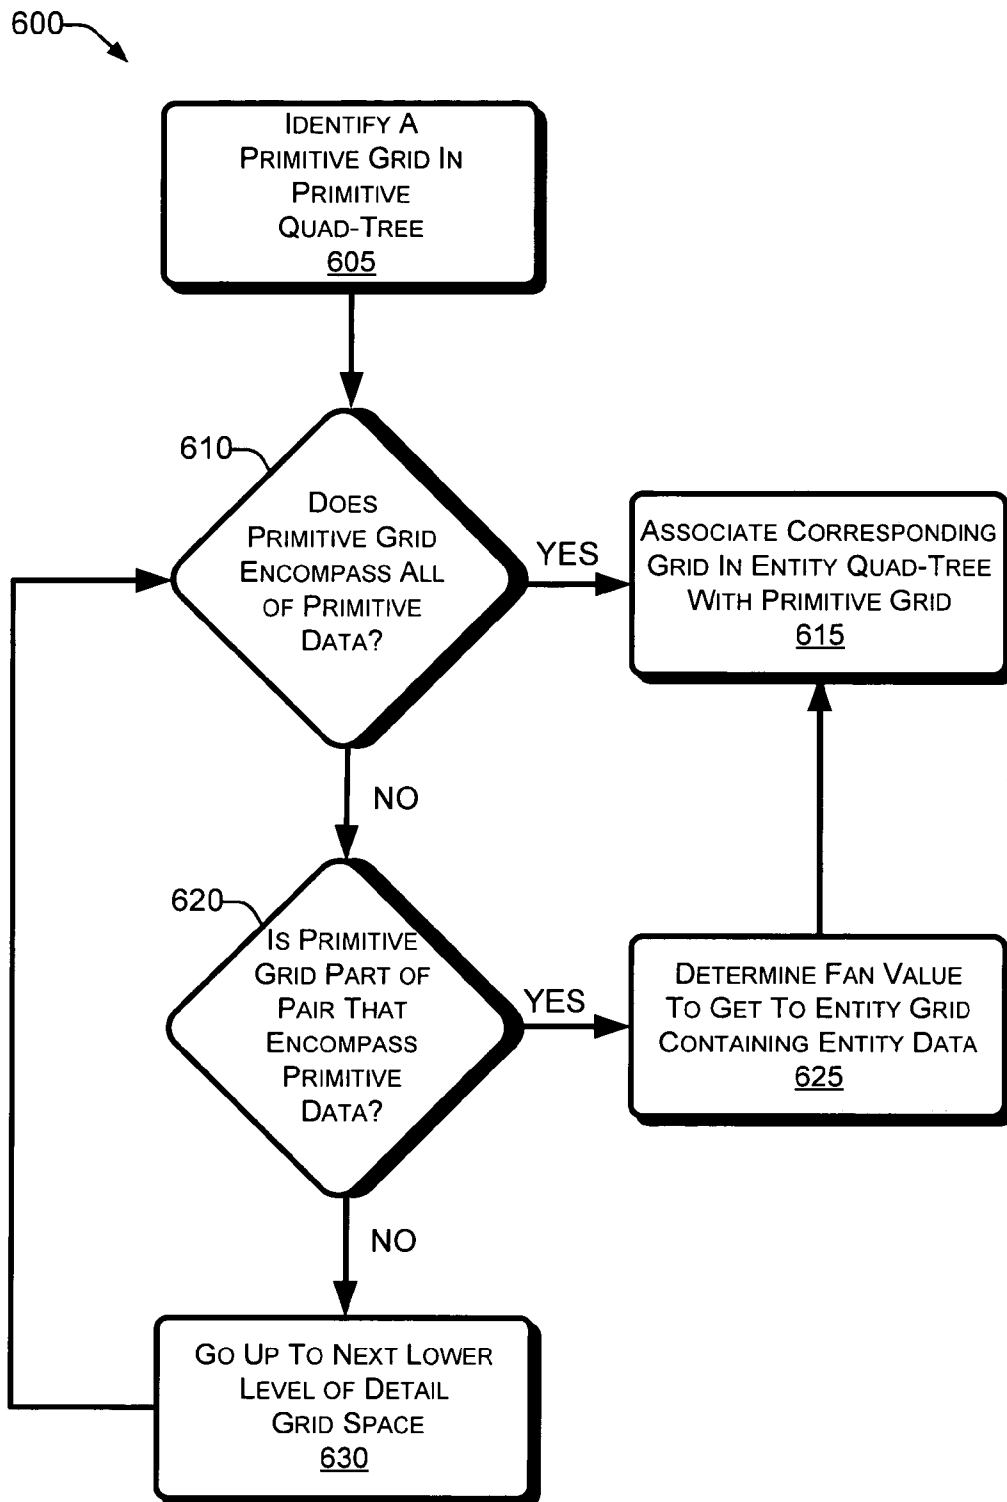 600
IDENTIFY A
PRIMITIVE GRID IN
PRIMITIVE
QUAD-TREE
605
610
DOES
PRIMITIVE GRID
ENCOMPASS ALL
OF PRIMITIVE
DATA?
YES
ASSOCIATE CORRESPONDING
GRID IN ENTITY QUAD-TREE
WITH PRIMITIVE GRID
615
NO
620
IS PRIMITIVE
GRID PART OF
PAIR THAT
ENCOMPASS
PRIMITIVE
DATA?
YES
DETERMINE FAN VALUE
TO GET TO ENTITY GRID
CONTAINING ENTITY DATA
625
NO
GO UP TO NEXT LOWER
LEVEL OF DETAIL
GRID SPACE
630